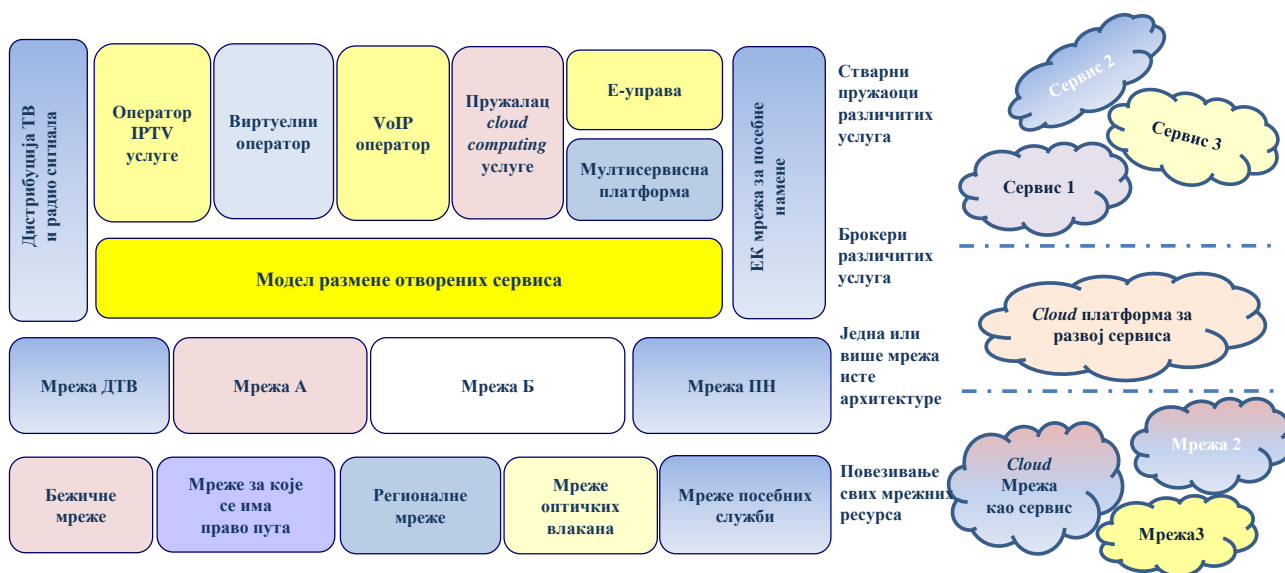 Дистрибуција ТВ
и радио сигнала
Оператор
IPTV
услуге
Виртуелни
оператор
VoIP
оператор
Пружалац
cloud
computing
услуге
Е-управа
Мултисервисна
платформа
ЕК мрежа за посебне
намене
Модел размене отворених сервиса
Стварни
пружаоци
различитих
услуга
Брокери
различитих
услуга
Мрежа ДТВ
Мрежа А
Мрежа Б
Мрежа ПН
Једна или
више мрежа
исте
архитектуре
Бежичне
мреже
Мреже за које
се има
право пута
Регионалне
мреже
Мреже
оптичких
влакана
Мреже посебних
служби
Повезивање
свих мрежних
ресурса
Сервис 2
Сервис 3
Сервис 1
Cloud платформа за
развој сервиса
Cloud
Мрежа
као сервис
Мрежа 2
Мрежа3